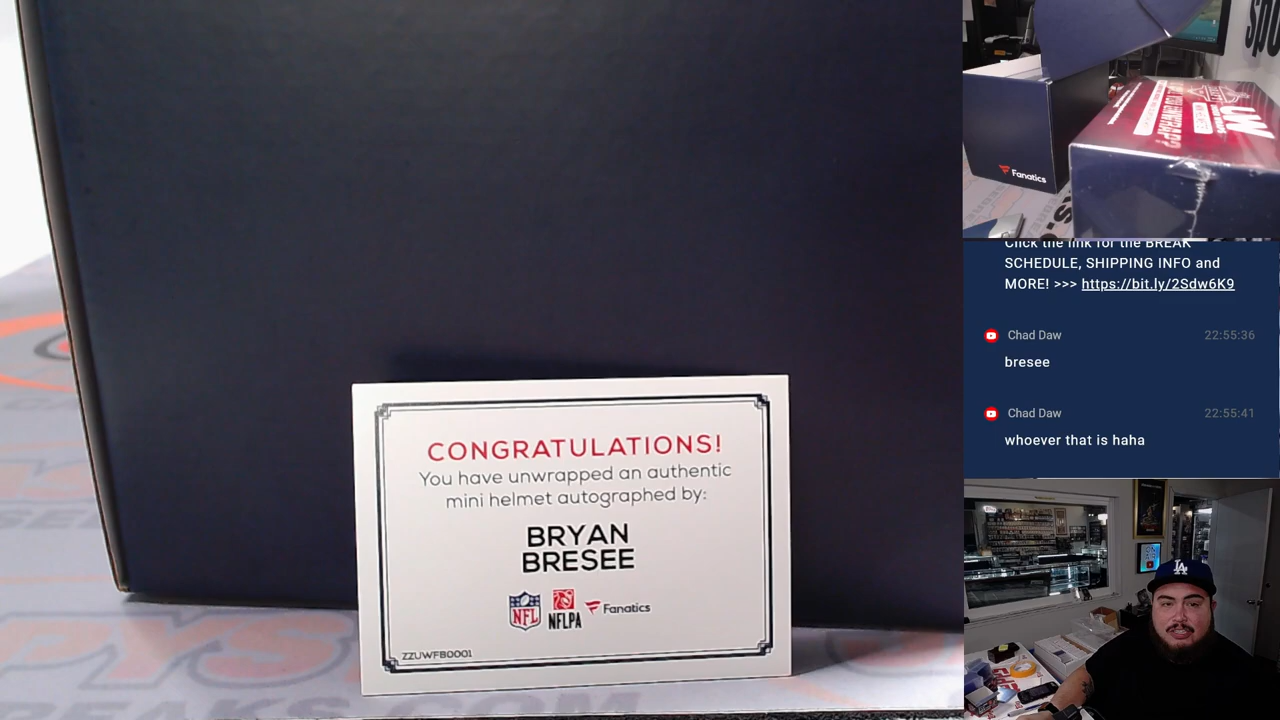 CONGRATULATIONS!
You have unwrapped an authentic
mini helmet autographed by:
BRYAN
BRESEE
NFL
NFLPA
Fanatics
ZZUWFB0001
Fanatics
Click the link for the BREAK
SCHEDULE, SHIPPING INFO and
MORE! >>> https://bit.ly/2Sdw6K9
Chad Daw 22:55:36
bresee
Chad Daw 22:55:41
whoever that is haha
LA